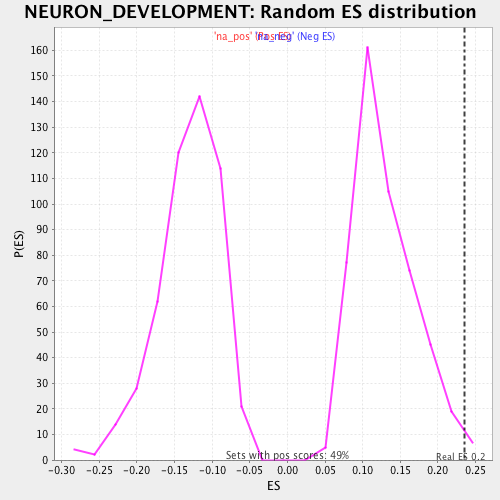 NEURON_DEVELOPMENT: Random ES distribution
'na_pos' (Pos ES)
'na_neg' (Neg ES)
P(ES)
160
150
140
130
120
110
100
90
80
70
60
50
40
30
20
10
0
Sets with pos scores: 49%
Real ES 0.2
-0.30 -0.25 -0.20 -0.15 -0.10 -0.05 0.00 0.05 0.10 0.15 0.20 0.25
ES